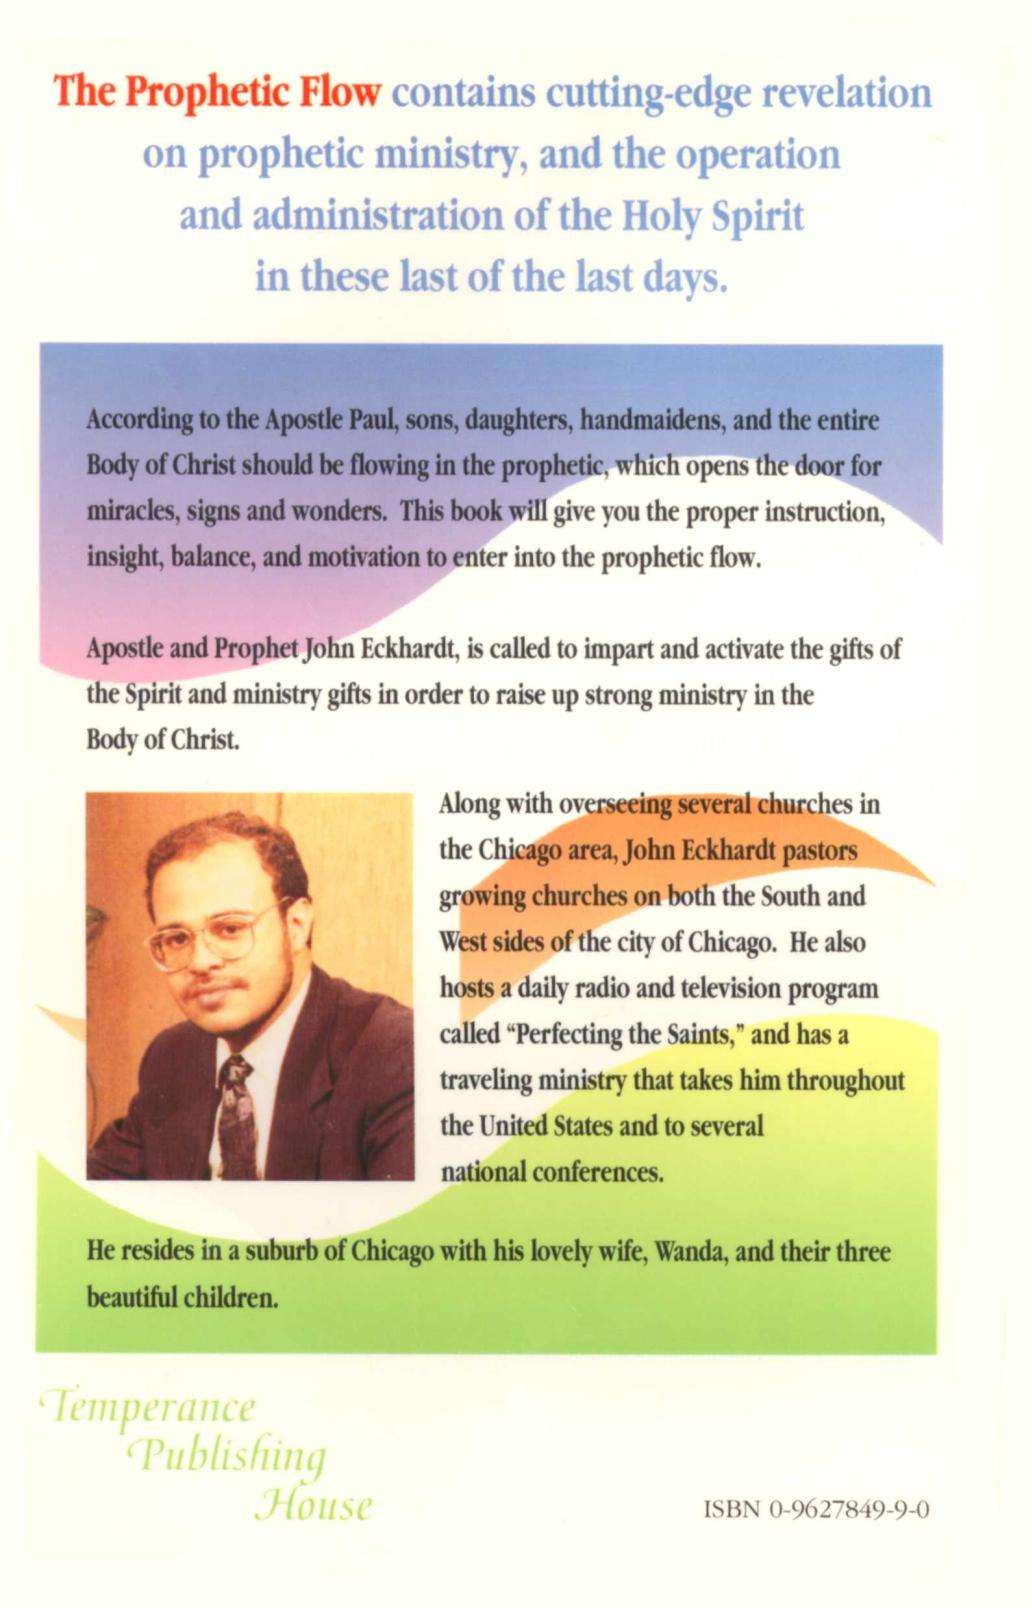 The Prophetic Flow contains cutting-edge revelation
on prophetic ministry, and the operation
and administration of the Holy Spirit
in these last of the last days.
According to the Apostle Paul, sons, daughters, handmaidens, and the entire
Body of Christ should be flowing in the prophetic, which opens the door for
miracles, signs and wonders. This book will give you the proper instruction,
insight, balance, and motivation to enter into the prophetic flow.
Apostle and Prophet John Eckhardt, is called to impart and activate the gifts of
the Spirit and ministry gifts in order to raise up strong ministry in the
Body of Christ.
Along with overseeing several churches in
the Chicago area, John Eckhardt pastors
growing churches on both the South and
West sides of the city of Chicago. He also
hosts a daily radio and television program
called “Perfecting the Saints,” and has a
traveling ministry that takes him throughout
the United States and to several
national conferences.
He resides in a suburb of Chicago with his lovely wife, Wanda, and their three
beautiful children.
Temperance
Publishing
House
ISBN 0-9627849-9-0